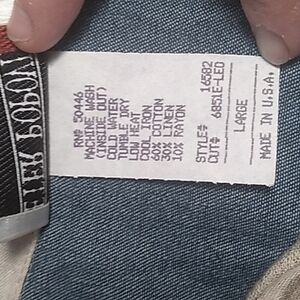 RN# 50446
MACHINE WASH
(INSIDE OUT)
COLD WATER
TUMBLE DRY
LOW HEAT
COOL IRON
60% COTTON
30% LINEN
10% RAYON
STYLE# 16582
CUT# 6851E-LED
LARGE
MADE IN U.S.A.